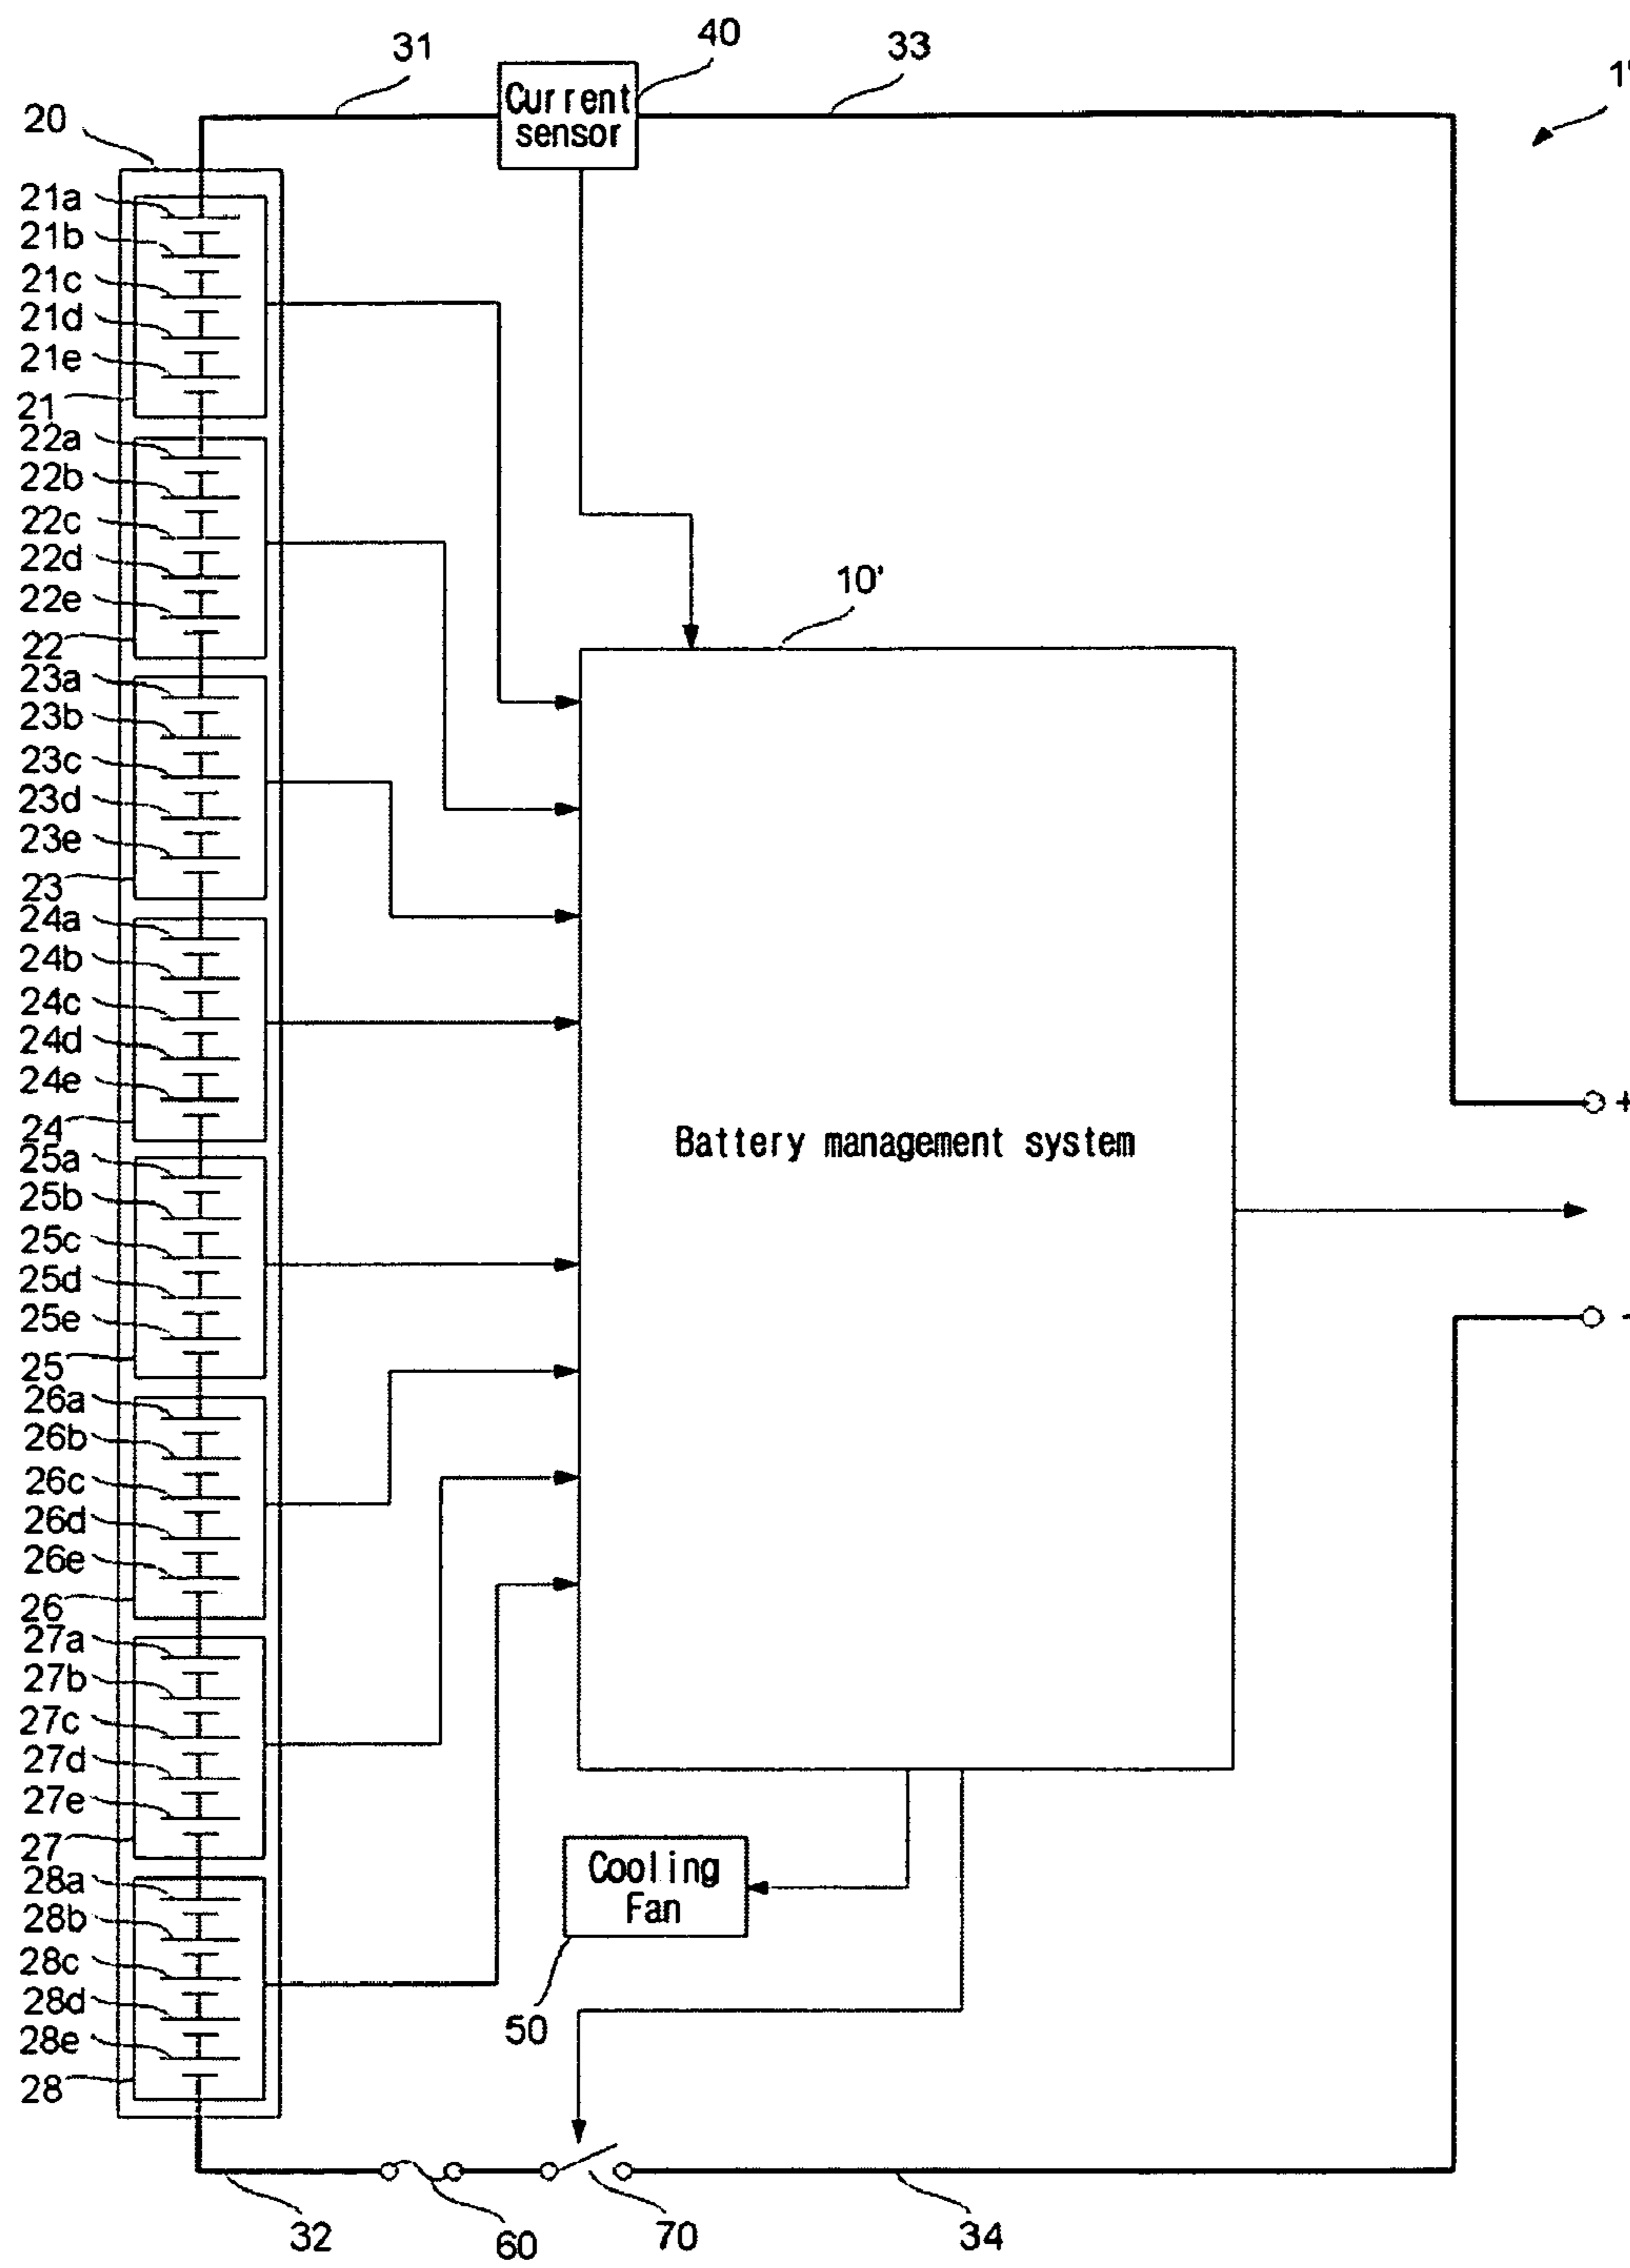 31
40
33
1'
Current
sensor
20
21a
21b
21c
21d
21e
21
22a
22b
22c
22d
22e
22
10'
23a
23b
23c
23d
23e
23
24a
24b
24c
24d
24e
24
+
Battery management system
25a
25b
25c
25d
25e
25
-
26a
26b
26c
26d
26e
26
27a
27b
27c
27d
27e
27
Cooling
Fan
28a
28b
28c
28d
28e
28
50
32
60
70
34